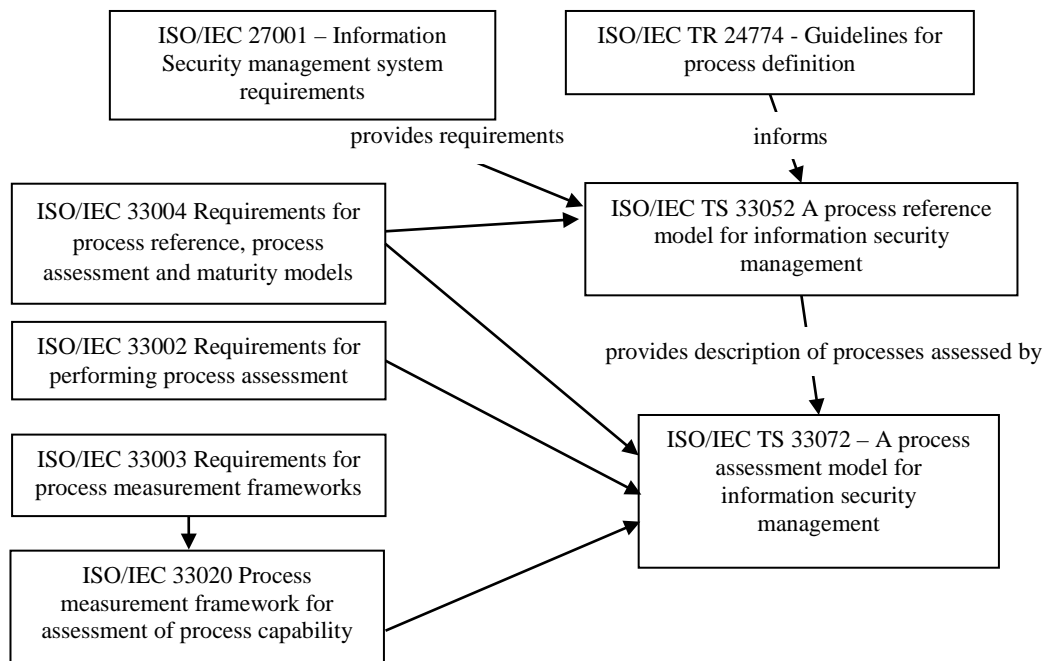 ISO/IEC 27001 – Information
Security management system
requirements
ISO/IEC TR 24774 - Guidelines for
process definition
provides requirements
informs
ISO/IEC 33004 Requirements for
process reference, process
assessment and maturity models
ISO/IEC TS 33052 A process reference
model for information security
management
ISO/IEC 33002 Requirements for
performing process assessment
provides description of processes assessed by
ISO/IEC 33003 Requirements for
process measurement frameworks
ISO/IEC TS 33072 – A process
assessment model for
information security
management
ISO/IEC 33020 Process
measurement framework for
assessment of process capability